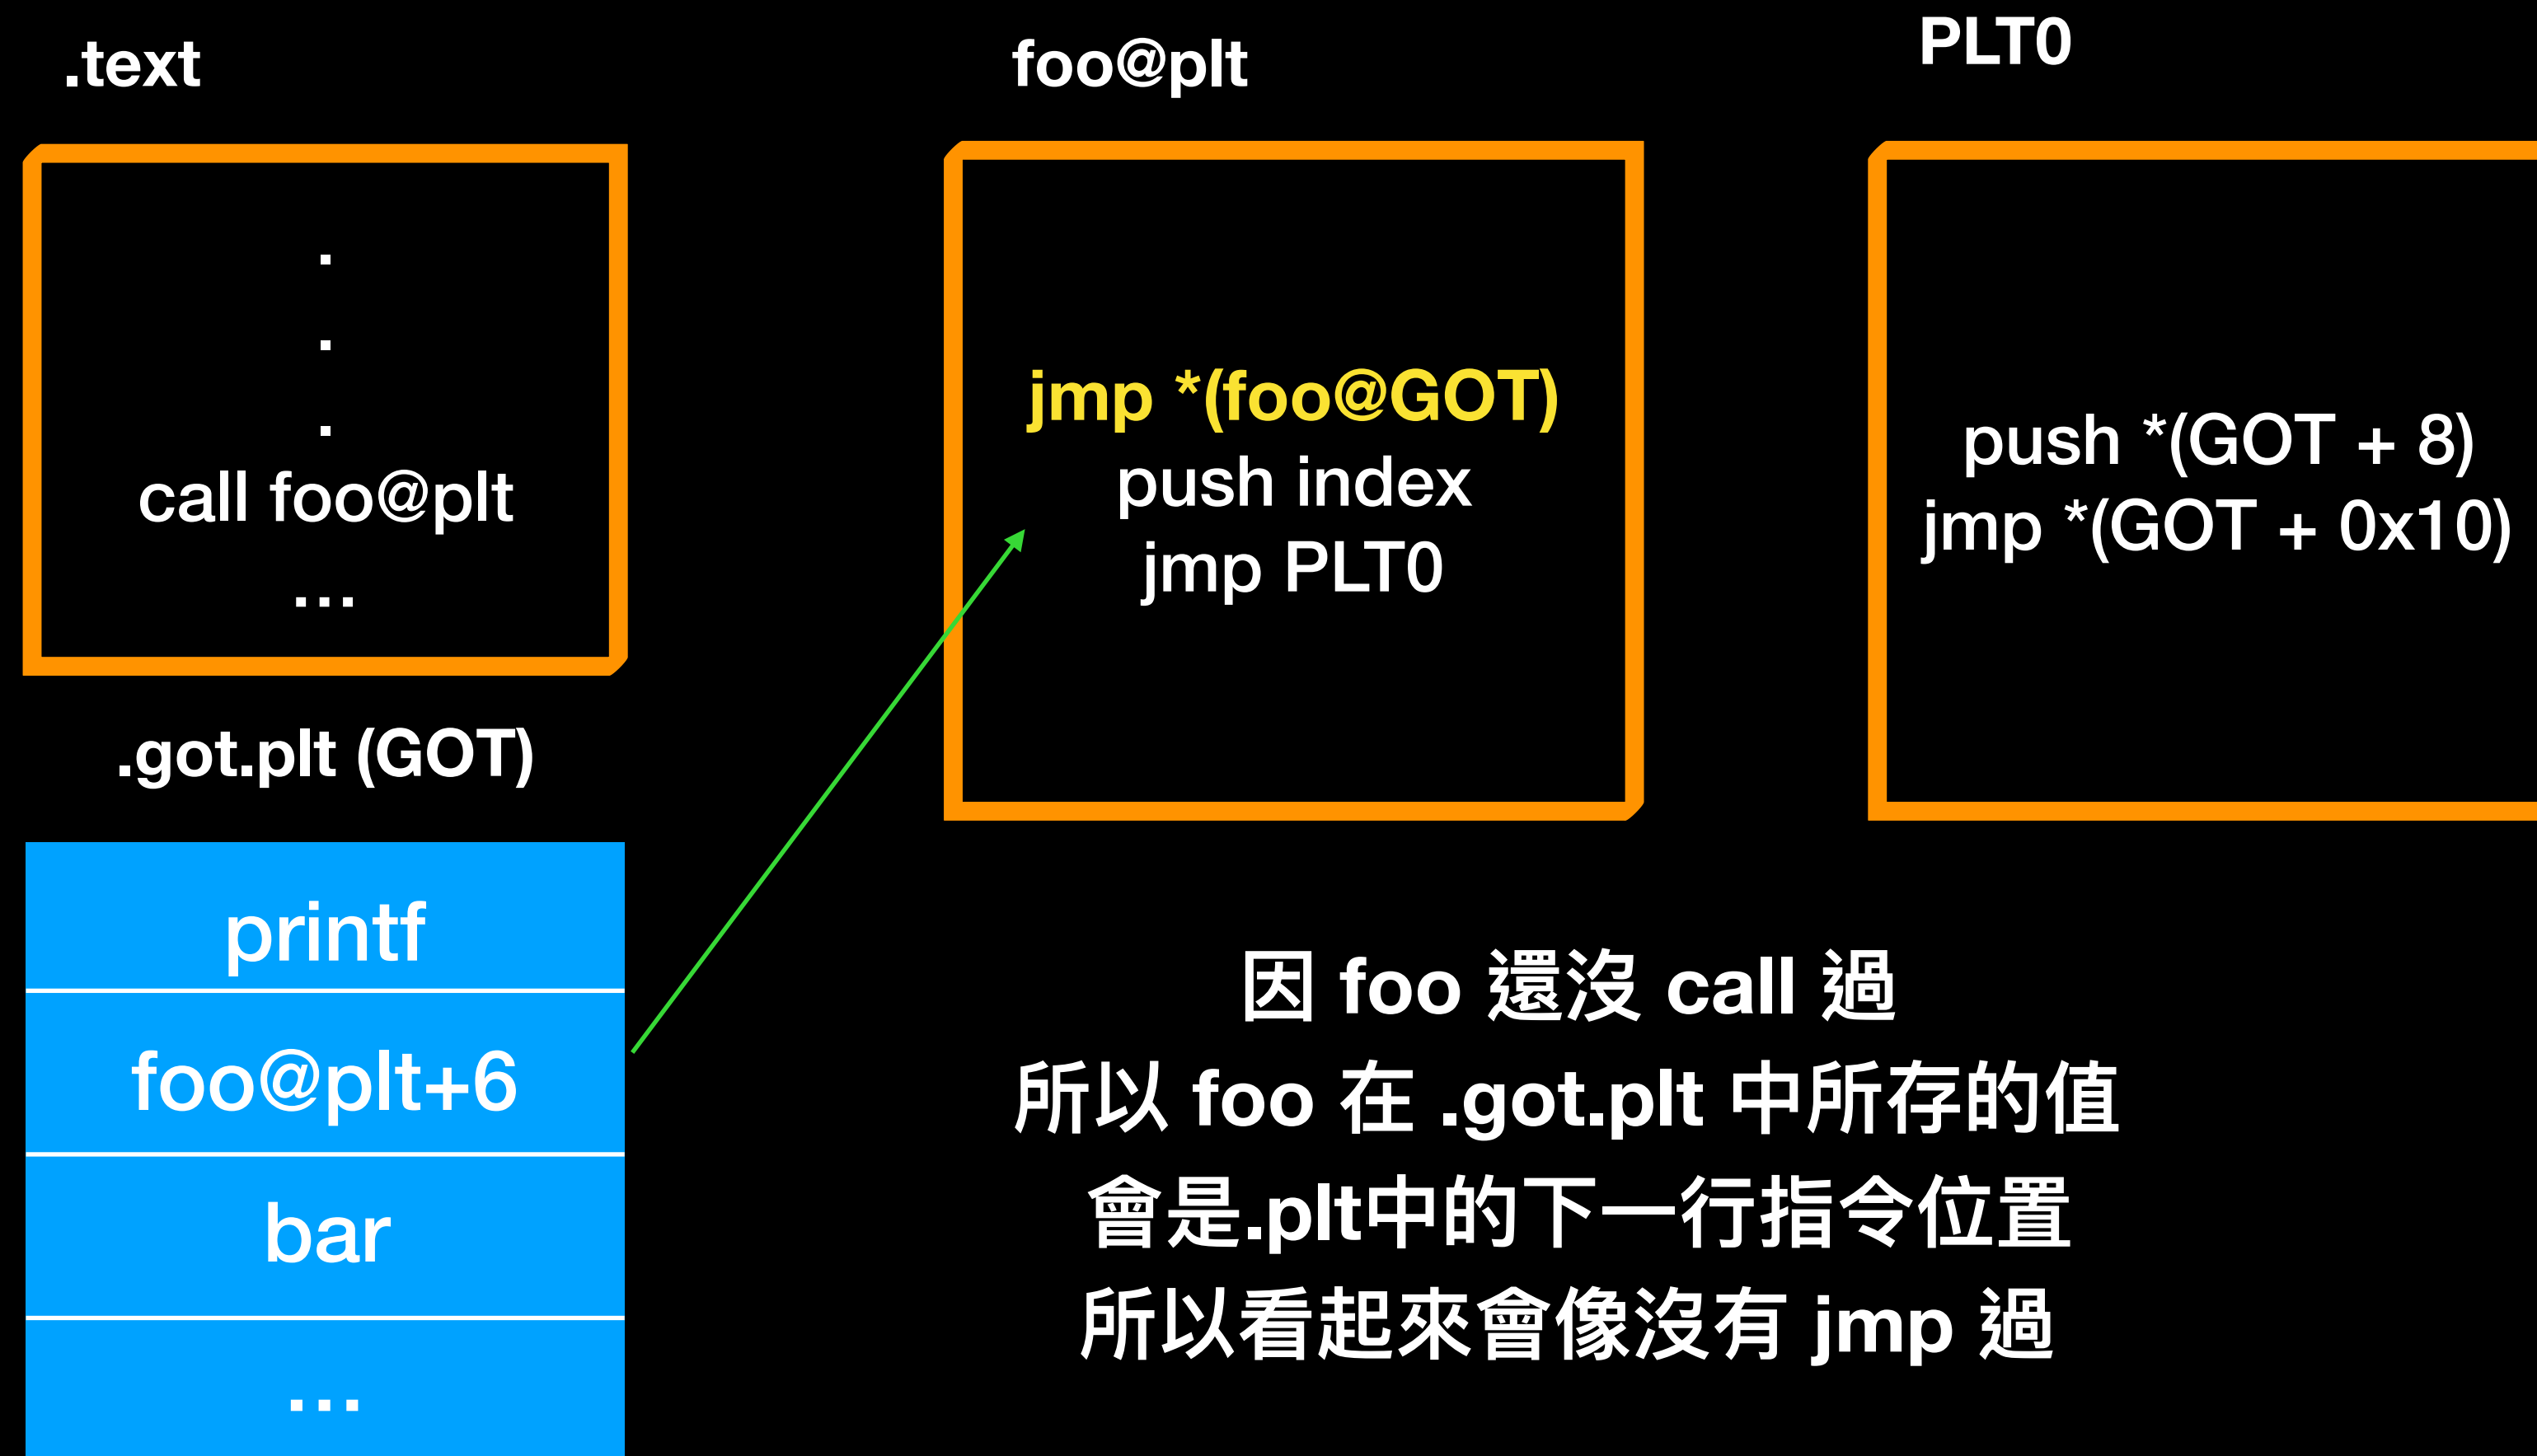 .text
.
.
.
call foo@plt
...
.got.plt (GOT)
printf
foo@plt+6
bar
...
foo@plt
jmp *(foo@GOT)
push index
jmp PLT0
PLT0
push *(GOT + 8)
jmp *(GOT + 0x10)
因 foo 還沒 call 過
所以 foo 在 .got.plt 中所存的值
會是.plt中的下一行指令位置
所以看起來會像沒有 jmp 過